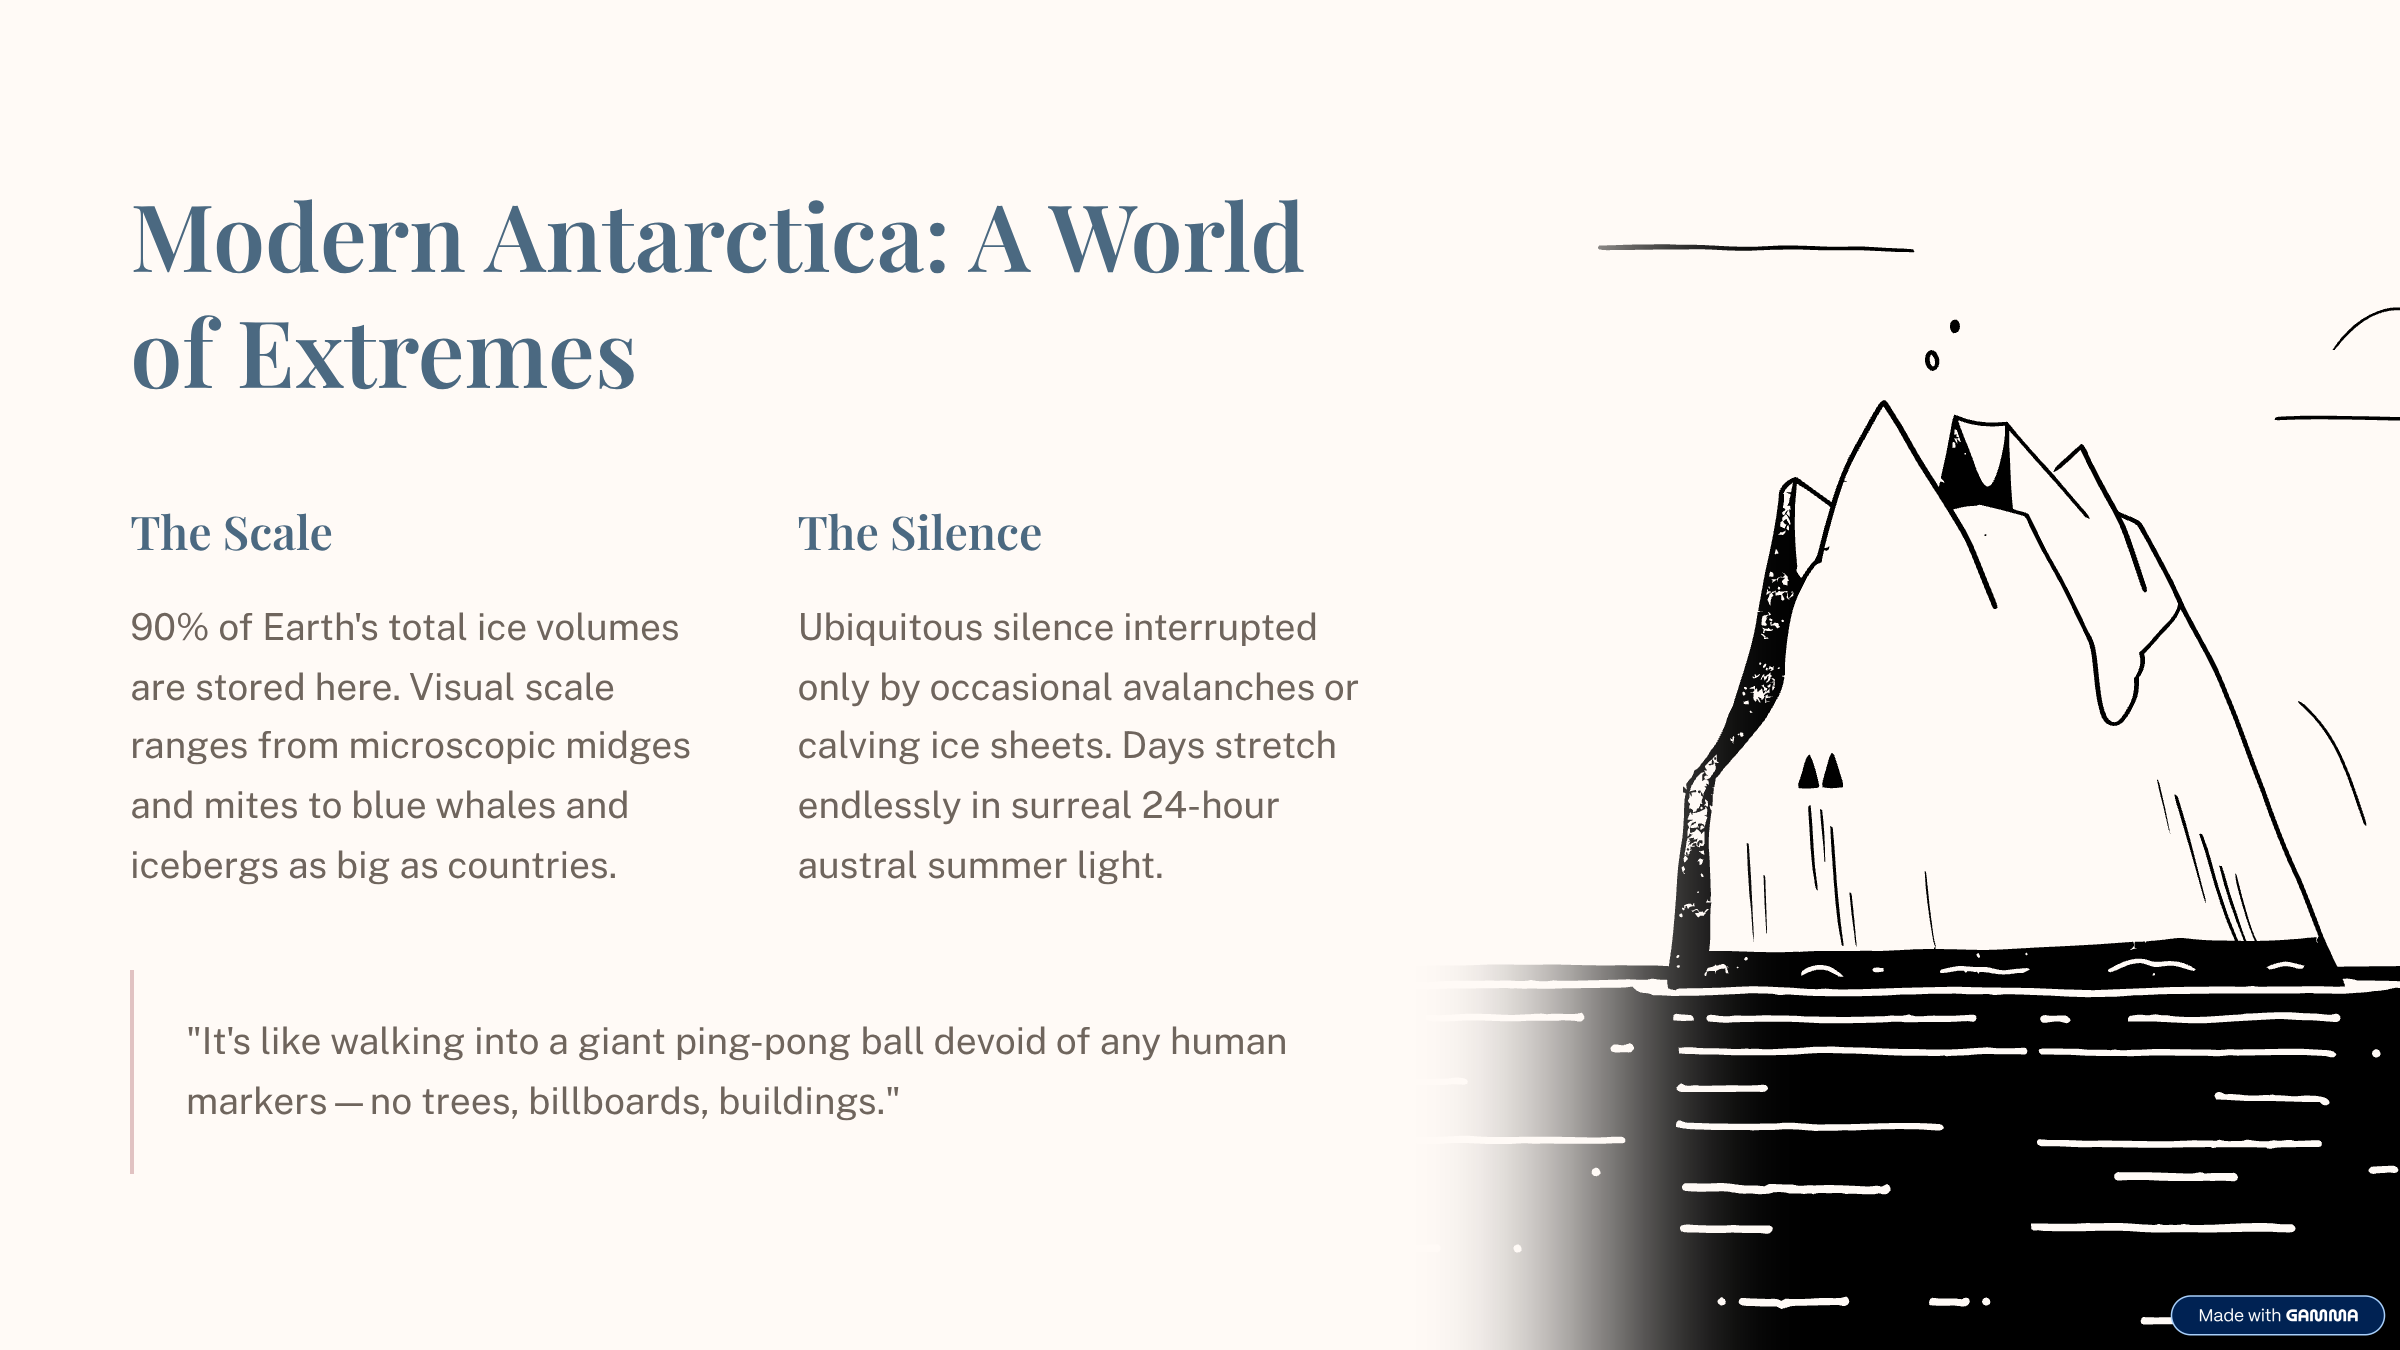 Modern Antarctica: A World
of Extremes
The Scale
90% of Earth's total ice volumes
are stored here. Visual scale
ranges from microscopic midges
and mites to blue whales and
icebergs as big as countries.
The Silence
Ubiquitous silence interrupted
only by occasional avalanches or
calving ice sheets. Days stretch
endlessly in surreal 24-hour
austral summer light.
"It's like walking into a giant ping-pong ball devoid of any human
markers — no trees, billboards, buildings."
Made with GAMMA